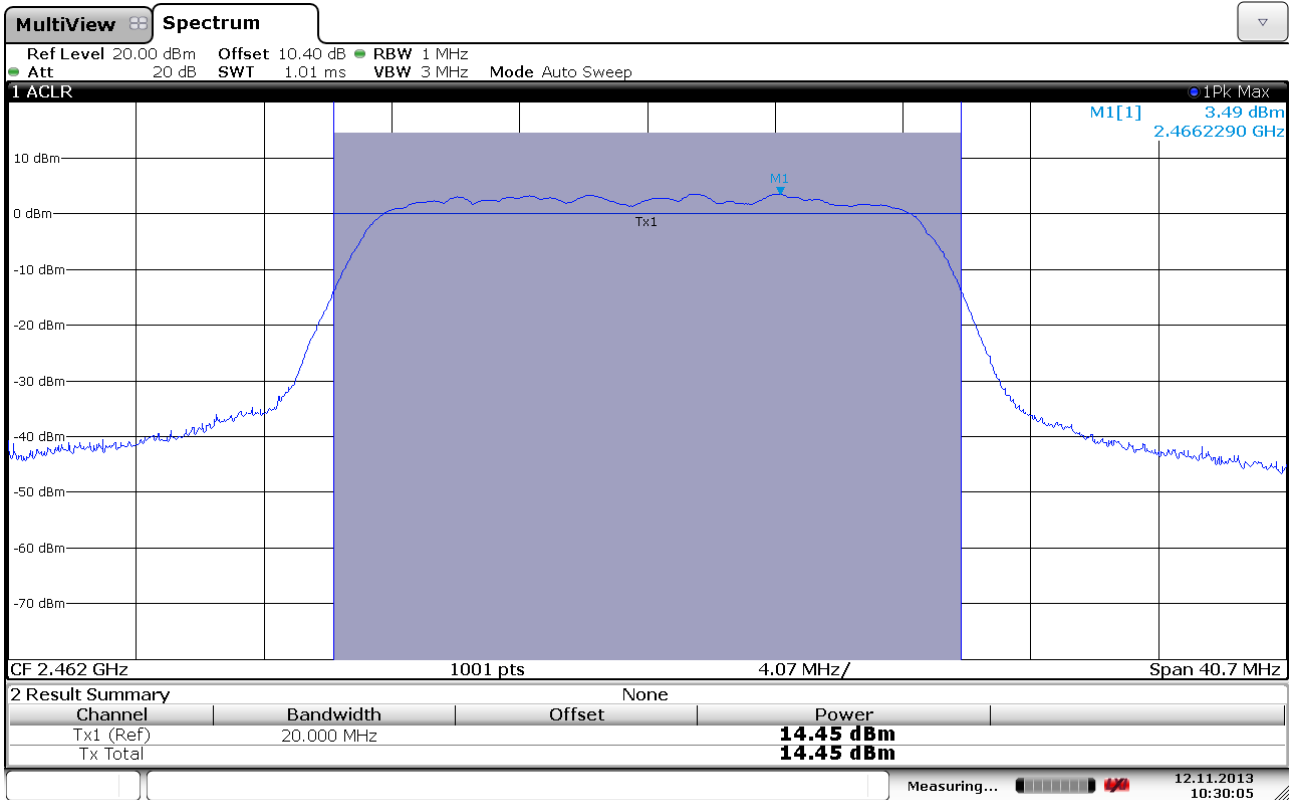 MultiView Spectrum
Ref Level 20.00 dBm Offset 10.40 dB RBW 1 MHz
Att 20 dB SWT 1.01 ms VBW 3 MHz Mode Auto Sweep
1 ACLR 1Pk Max
M1[1] 3.49 dBm
2.4662290 GHz
10 dBm
M1
0 dBm
Tx1
-10 dBm
-20 dBm
-30 dBm
-40 dBm
-50 dBm
-60 dBm
-70 dBm
CF 2.462 GHz 1001 pts 4.07 MHz/ Span 40.7 MHz
2 Result Summary None
Channel Bandwidth Offset Power
Tx1 (Ref) 20.000 MHz 14.45 dBm
Tx Total 14.45 dBm
Measuring... 12.11.2013
10:30:05